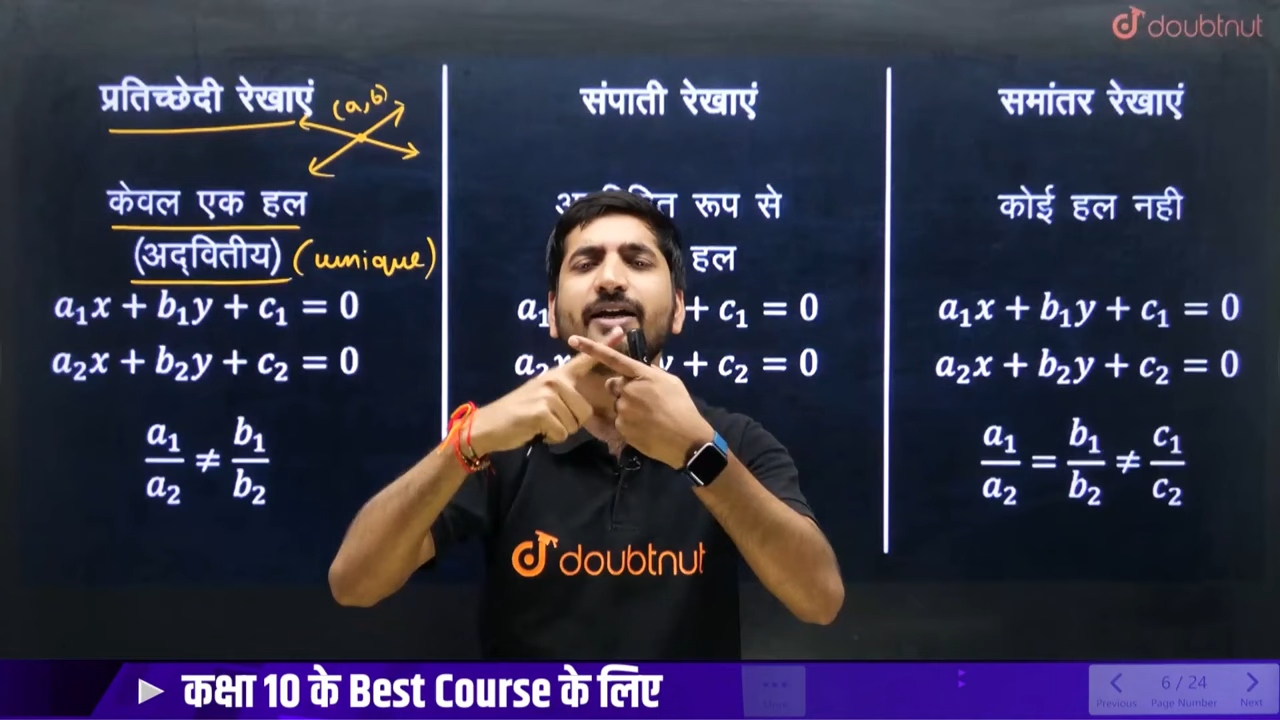 doubtnut
प्रतिच्छेदी रेखाएं
(a,b)
केवल एक हल
(अद्वितीय) (unique)
a₁x + b₁y + c₁ = 0
a₂x + b₂y + c₂ = 0
a₁/a₂ ≠ b₁/b₂
संपाती रेखाएं
रूप से
हल
a₁ + c₁ = 0
y + c₂ = 0
समांतर रेखाएं
कोई हल नही
a₁x + b₁y + c₁ = 0
a₂x + b₂y + c₂ = 0
a₁/a₂ = b₁/b₂ ≠ c₁/c₂
doubtnut
कक्षा 10 के Best Course के लिए
More
6 / 24
Previous Page Number Next